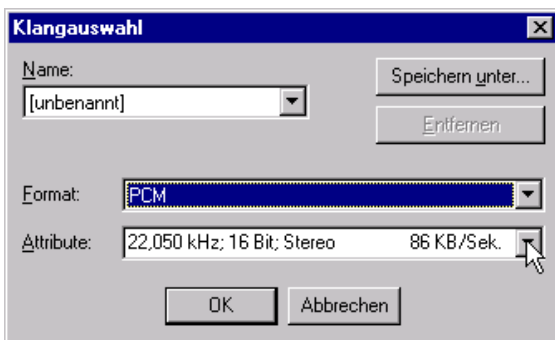 Klangauswahl
Name:
Speichern unter...
[unbenannt]
Entfernen
Format: PCM
Attribute: 22,050 kHz; 16 Bit; Stereo 86 KB/Sek.
OK Abbrechen